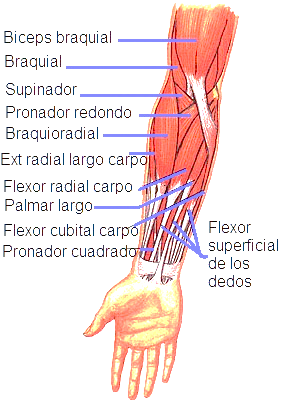 Biceps braquial
Braquial
Supinador
Pronador redondo
Braquioradial
Ext radial largo carpo
Flexor radial carpo
Palmar largo
Flexor cubital carpo
Pronador cuadrado
Flexor
superficial
de los
dedos